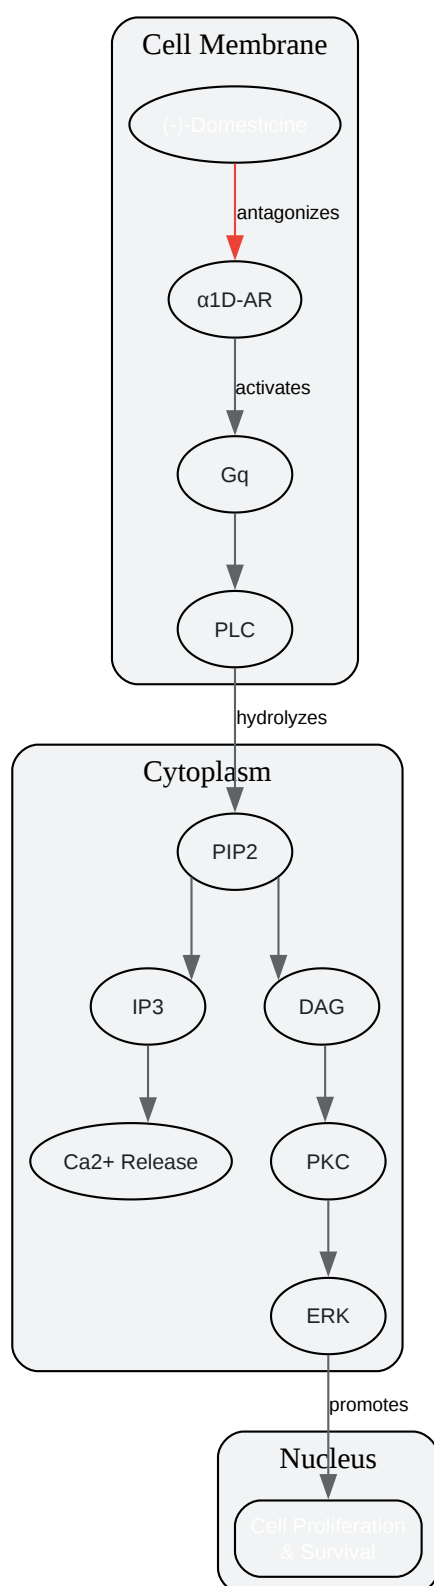 Cell Membrane
(-)-Domesticine
antagonizes
α1D-AR
activates
Gq
PLC
hydrolyzes
Cytoplasm
PIP2
IP3
DAG
Ca2+ Release
PKC
ERK
promotes
Nucleus
Cell Proliferation
& Survival